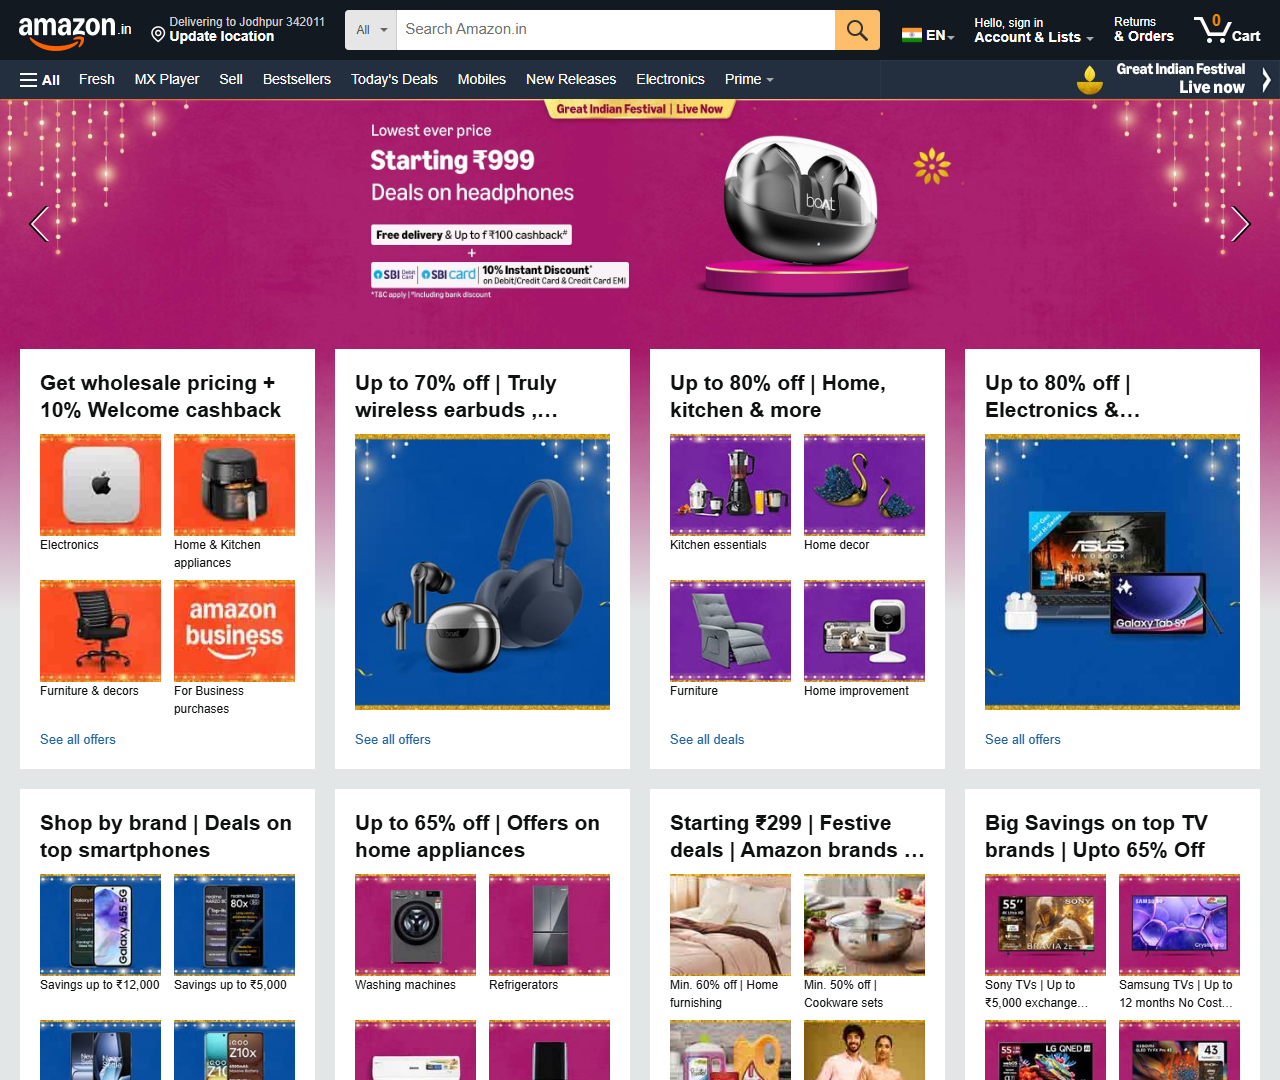 amazon.in
Delivering to Jodhpur 342011
Update location
All
Search Amazon.in
EN
Hello, sign in
Account & Lists
Returns
& Orders
0
Cart
All
Fresh
MX Player
Sell
Bestsellers
Today's Deals
Mobiles
New Releases
Electronics
Prime
Great Indian Festival
Live now
Great Indian Festival | Live Now
Lowest ever price
Starting ₹999
Deals on headphones
Free delivery & Up to ₹100 cashback#
+
SBI Debit Card | SBI card | 10% Instant Discount*
on Debit/Credit Card & Credit Card EMI
*T&C apply | #Including bank discount
boAt
Get wholesale pricing +
10% Welcome cashback
Electronics
Home & Kitchen
appliances
amazon
business
Furniture & decors
For Business
purchases
See all offers
Up to 70% off | Truly
wireless earbuds ,…
boAt
See all offers
Up to 80% off | Home,
kitchen & more
Kitchen essentials
Home decor
Furniture
Home improvement
See all deals
Up to 80% off |
Electronics &…
ASUS
VIVOBOOK
FHD
Galaxy Tab S9
See all offers
Shop by brand | Deals on
top smartphones
Galaxy A55 5G
realme NARZO
80x
Savings up to ₹12,000
Savings up to ₹5,000
iQOO
Z10x
Up to 65% off | Offers on
home appliances
Washing machines
Refrigerators
Starting ₹299 | Festive
deals | Amazon brands …
Min. 60% off | Home
furnishing
Min. 50% off |
Cookware sets
Big Savings on top TV
brands | Upto 65% Off
55"
SONY
BRAVIA 2
SAMSUNG
Crystal
Sony TVs | Up to
₹5,000 exchange…
Samsung TVs | Up to
12 months No Cost…
55
LG QNED
43